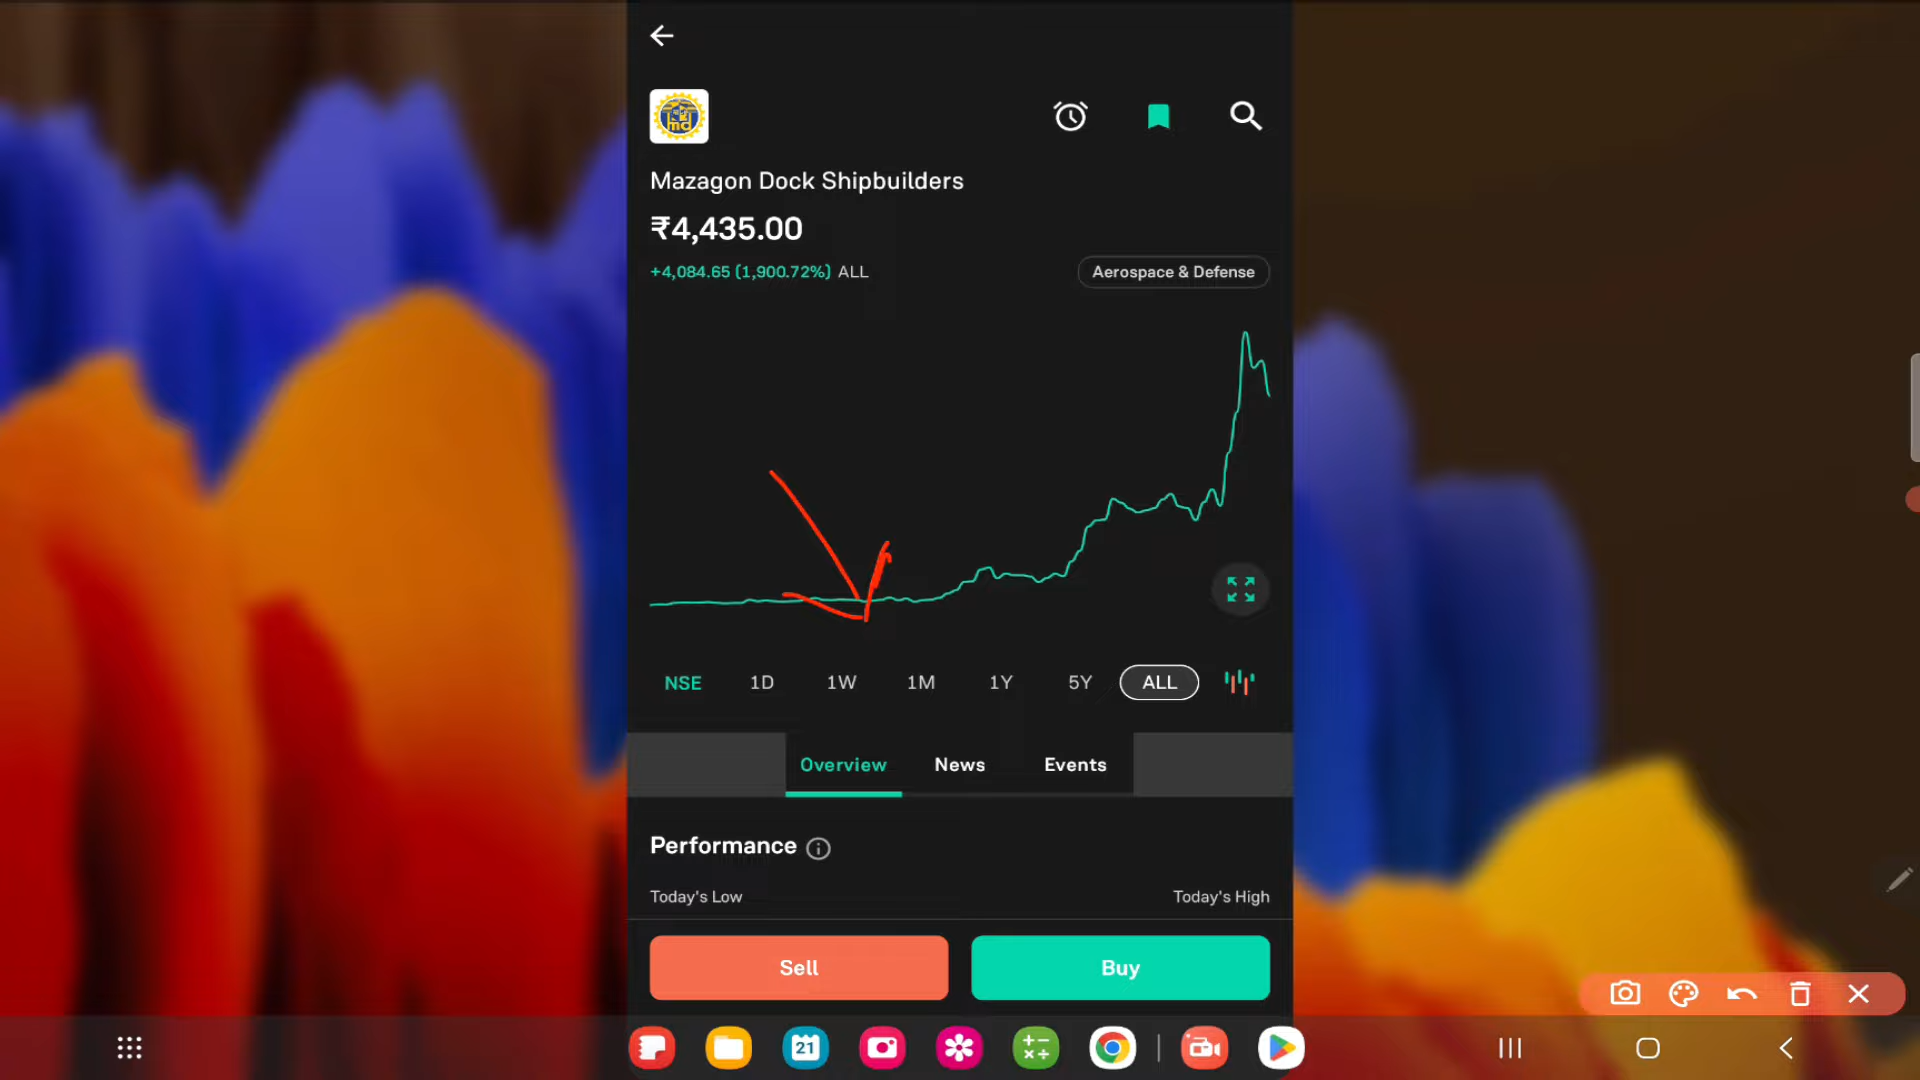 Mazagon Dock Shipbuilders
₹4,435.00
+4,084.65 (1,900.72%) ALL
Aerospace & Defense
NSE 1D 1W 1M 1Y 5Y ALL
Overview News Events
Performance
Today's Low Today's High
Sell Buy
21